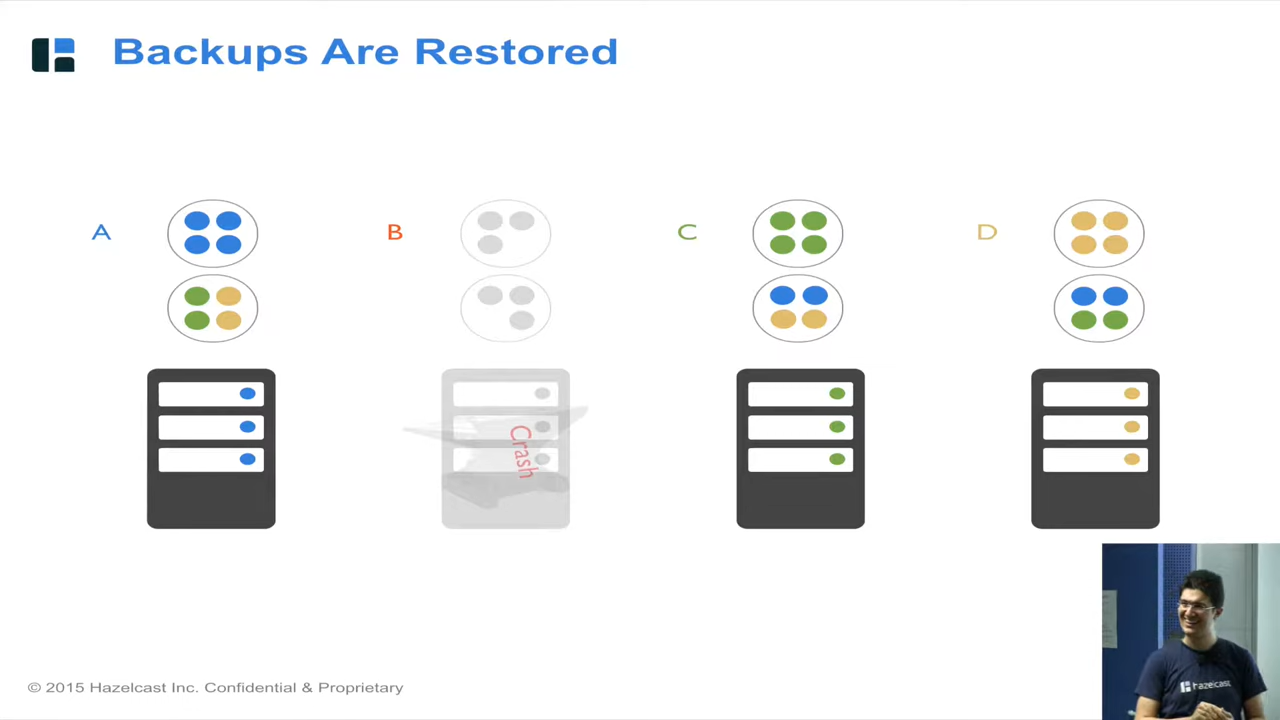 Backups Are Restored
A
B
C
D
Crash
hazelcast
© 2015 Hazelcast Inc. Confidential & Proprietary